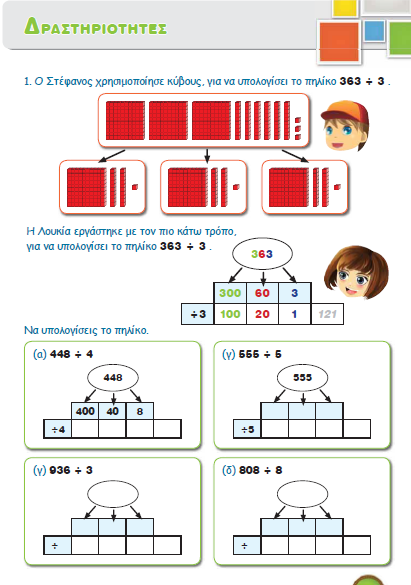 ΔΡΑΣΤΗΡΙΟΤΗΤΕΣ
1. Ο Στέφανος χρησιμοποίησε κύβους, για να υπολογίσει το πηλίκο 363 ÷ 3 .
Η Λουκία εργάστηκε με τον πιο κάτω τρόπο,
για να υπολογίσει το πηλίκο 363 ÷ 3 .
363
300 60 3
÷3 100 20 1 121
Να υπολογίσεις το πηλίκο.
(α) 448 ÷ 4
448
400 40 8
÷4
(γ) 555 ÷ 5
555
÷5
(γ) 936 ÷ 3
÷
(δ) 808 ÷ 8
÷